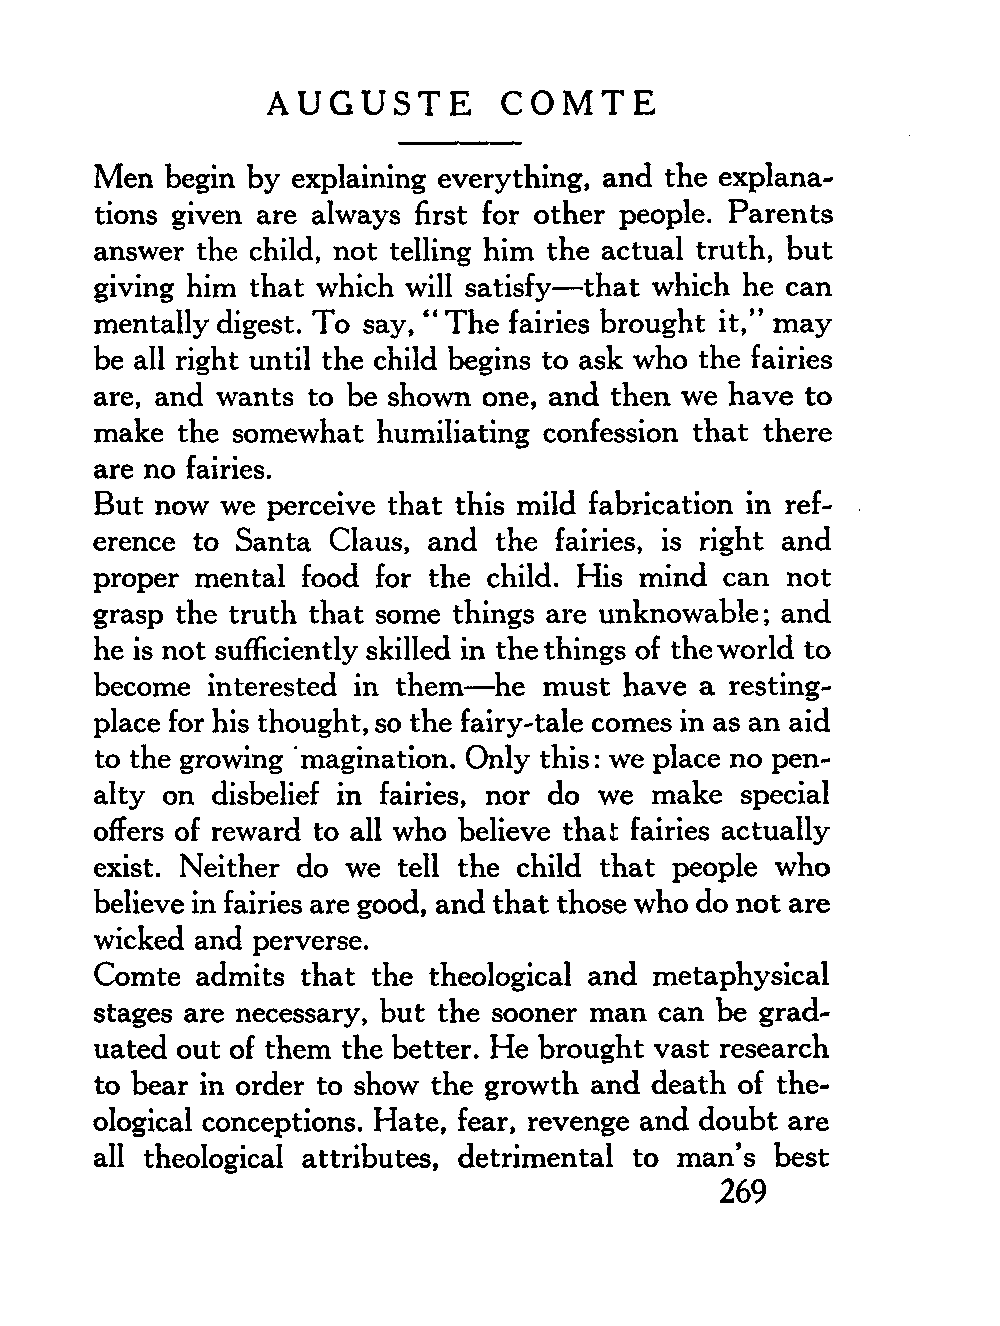 AUGUSTE COMTE
Men begin by explaining everything, and the explana-
tions given are always first for other people. Parents
answer the child, not telling him the actual truth, but
giving him that which will satisfy—that which he can
mentally digest. To say, "The fairies brought it," may
be all right until the child begins to ask who the fairies
are, and wants to be shown one, and then we have to
make the somewhat humiliating confession that there
are no fairies.
But now we perceive that this mild fabrication in ref-
erence to Santa Claus, and the fairies, is right and
proper mental food for the child. His mind can not
grasp the truth that some things are unknowable; and
he is not sufficiently skilled in the things of the world to
become interested in them—he must have a resting-
place for his thought, so the fairy-tale comes in as an aid
to the growing ˙magination. Only this: we place no pen-
alty on disbelief in fairies, nor do we make special
offers of reward to all who believe that fairies actually
exist. Neither do we tell the child that people who
believe in fairies are good, and that those who do not are
wicked and perverse.
Comte admits that the theological and metaphysical
stages are necessary, but the sooner man can be grad-
uated out of them the better. He brought vast research
to bear in order to show the growth and death of the-
ological conceptions. Hate, fear, revenge and doubt are
all theological attributes, detrimental to man's best
269